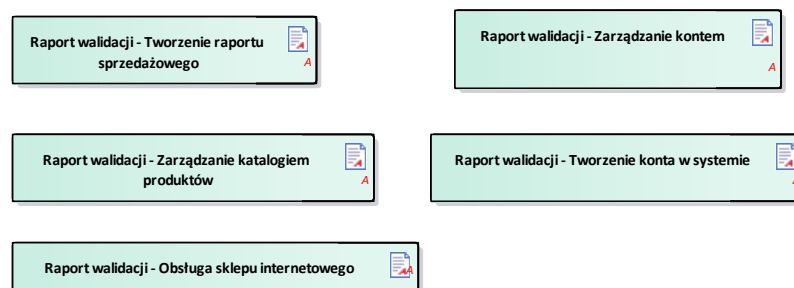 Raport walidacji - Tworzenie raportu
sprzedażowego
A
Raport walidacji - Zarządzanie kontem
A
Raport walidacji - Zarządzanie katalogiem
produktów
A
Raport walidacji - Tworzenie konta w systemie
Raport walidacji - Obsługa sklepu internetowego
A